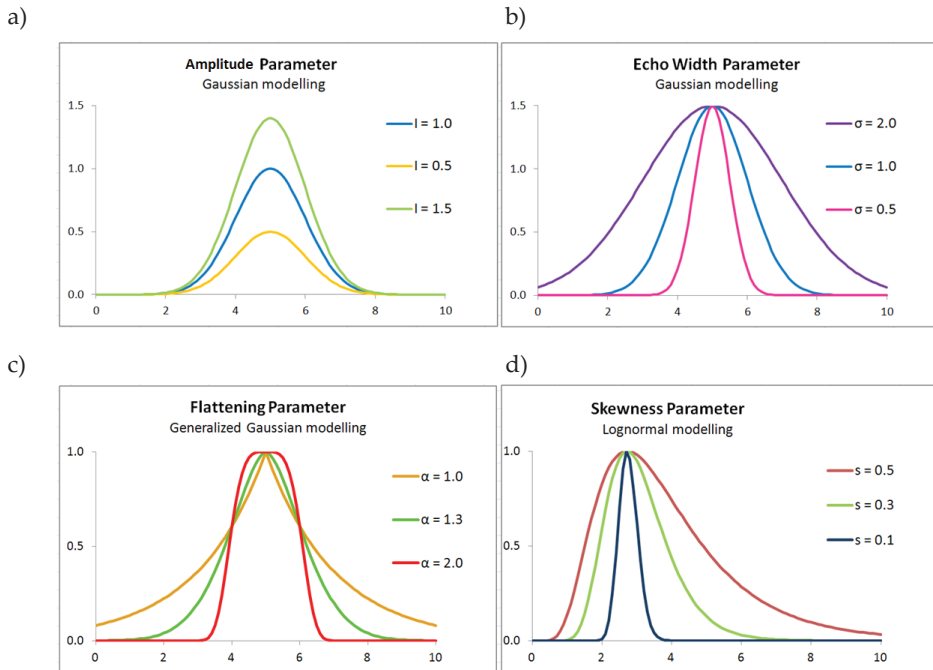 a)
b)
Amplitude Parameter
Gaussian modelling
1.5
1.0
0.5
0.0
0 2 4 6 8 10
I = 1.0
I = 0.5
I = 1.5
Echo Width Parameter
Gaussian modelling
1.5
1.0
0.5
0.0
0 2 4 6 8 10
σ = 2.0
σ = 1.0
σ = 0.5
c)
d)
Flattening Parameter
Generalized Gaussian modelling
1.0
0.5
0.0
0 2 4 6 8 10
α = 1.0
α = 1.3
α = 2.0
Skewness Parameter
Lognormal modelling
1.0
0.5
0.0
0 2 4 6 8 10
s = 0.5
s = 0.3
s = 0.1